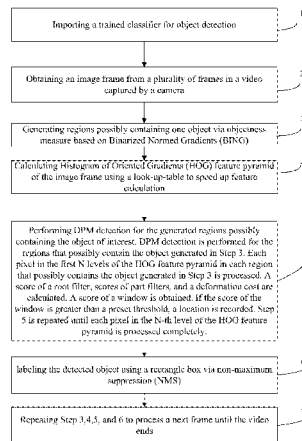 Importing a trained classifier for object detection
Obtaining an image frame from a plurality of frames in a video
captured by a camera
Generating regions possibly containing one object via objectness
measure based on Binarized Normed Gradients (BING)
Calculating Histogram of Oriented Gradients (HOG) feature pyramid
of the image frame using a look-up-table to speed up feature
calculation
Performing DPM detection for the generated regions possibly
containing the object of interest. DPM detection is performed for the
regions that possibly contain the object generated in Step 3. Each
pixel in the first N levels of the HOG feature pyramid in each region
that possibly contains the object generated in Step 3 is processed. A
score of a root filter, scores of part filters, and a deformation cost are
calculated. A score of a window is obtained. If the score of the
window is greater than a preset threshold, a location is recorded. Step
5 is repeated until each pixel in the N-th level of the HOG feature
pyramid is processed completely.
labeling the detected object using a rectangle box via non-maximum
suppression (NMS)
Repeating Step 3,4,5, and 6 to process a next frame until the video
ends